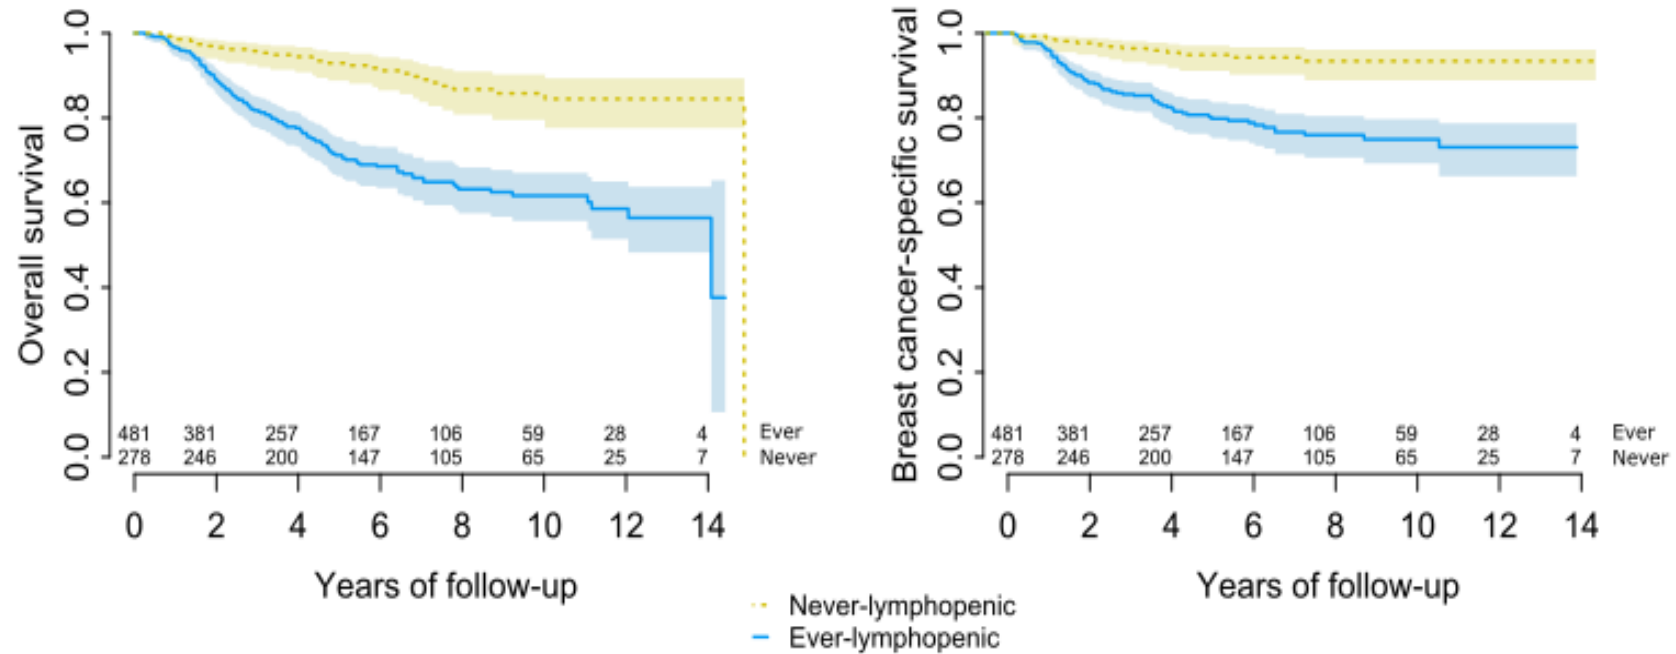 Overall survival
1.0
0.8
0.6
0.4
0.2
0.0
481 381 257 167 106 59 28 4 Ever
278 246 200 147 105 65 25 7 Never
0 2 4 6 8 10 12 14
Years of follow-up
Breast cancer-specific survival
1.0
0.8
0.6
0.4
0.2
0.0
481 381 257 167 106 59 28 4 Ever
278 246 200 147 105 65 25 7 Never
0 2 4 6 8 10 12 14
Years of follow-up
Never-lymphopenic
Ever-lymphopenic